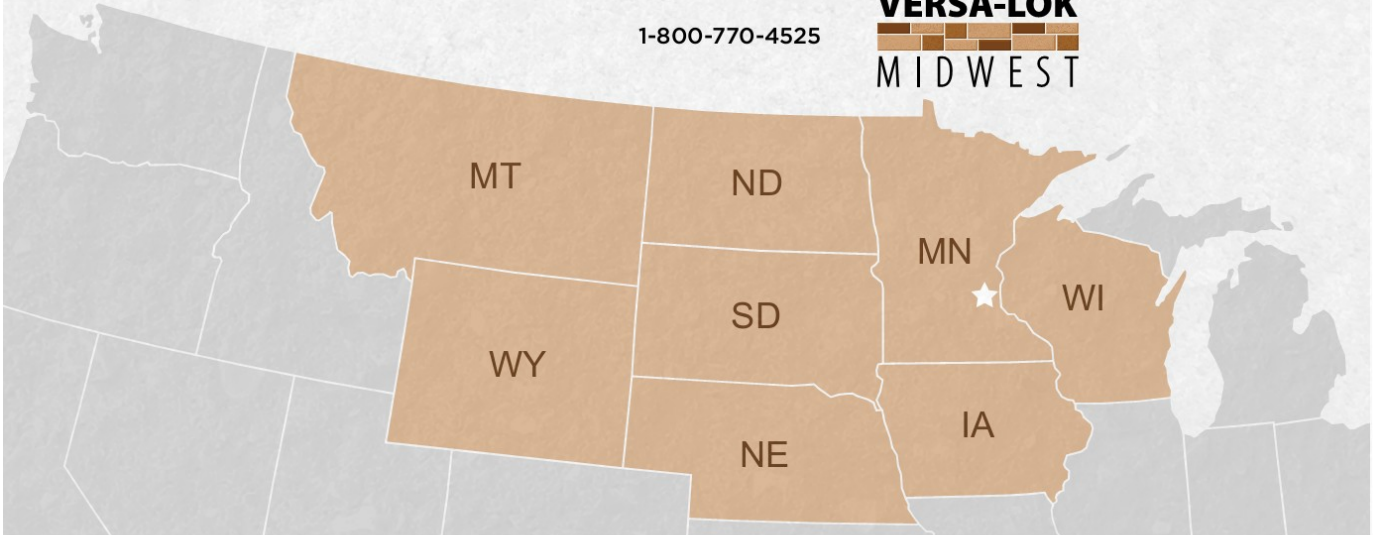 VERSA-LOK
1-800-770-4525
MIDWEST
MT
ND
MN
WI
SD
WY
IA
NE